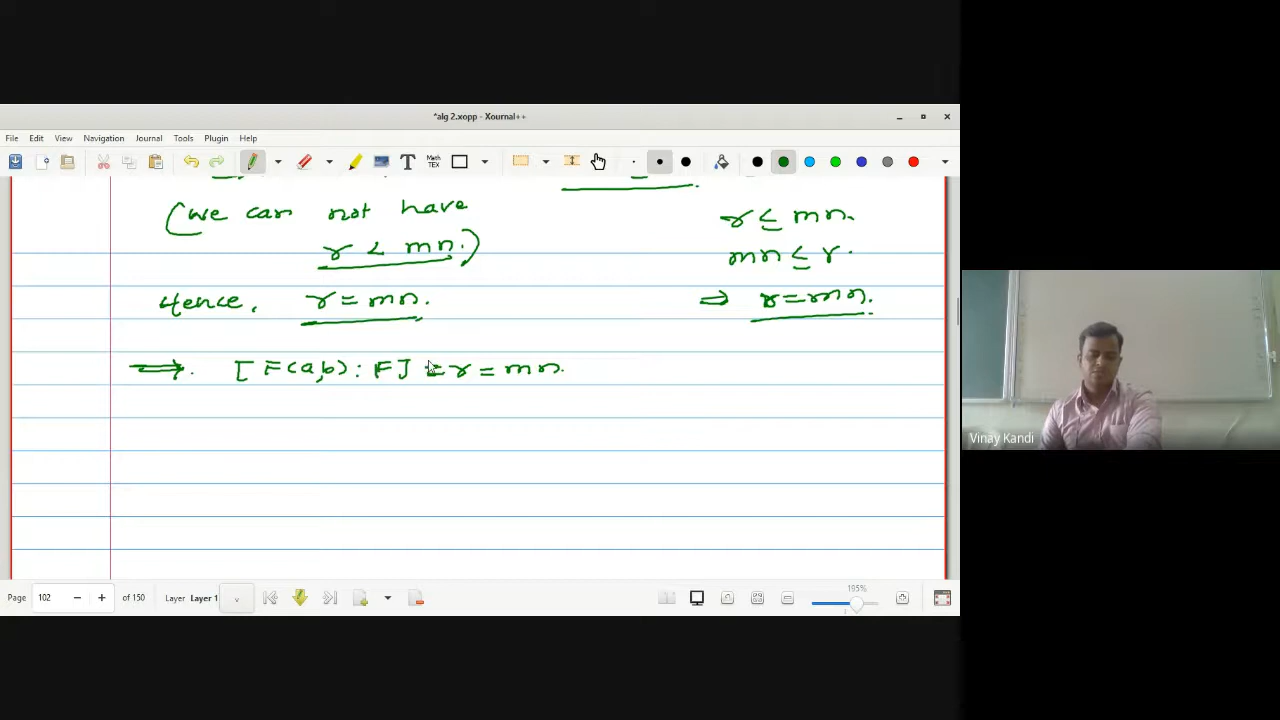 *alg 2.xopp - Xournal++
File Edit View Navigation Journal Tools Plugin Help
(we can not have
r < mn.)
Hence, r = mn.
r ≤ mn.
mn ≤ r.
⇒ r = mn.
⟹ [F(a,b) : F] = r = mn.
Vinay Kandi
Page 102 of 150 Layer Layer 1
195%